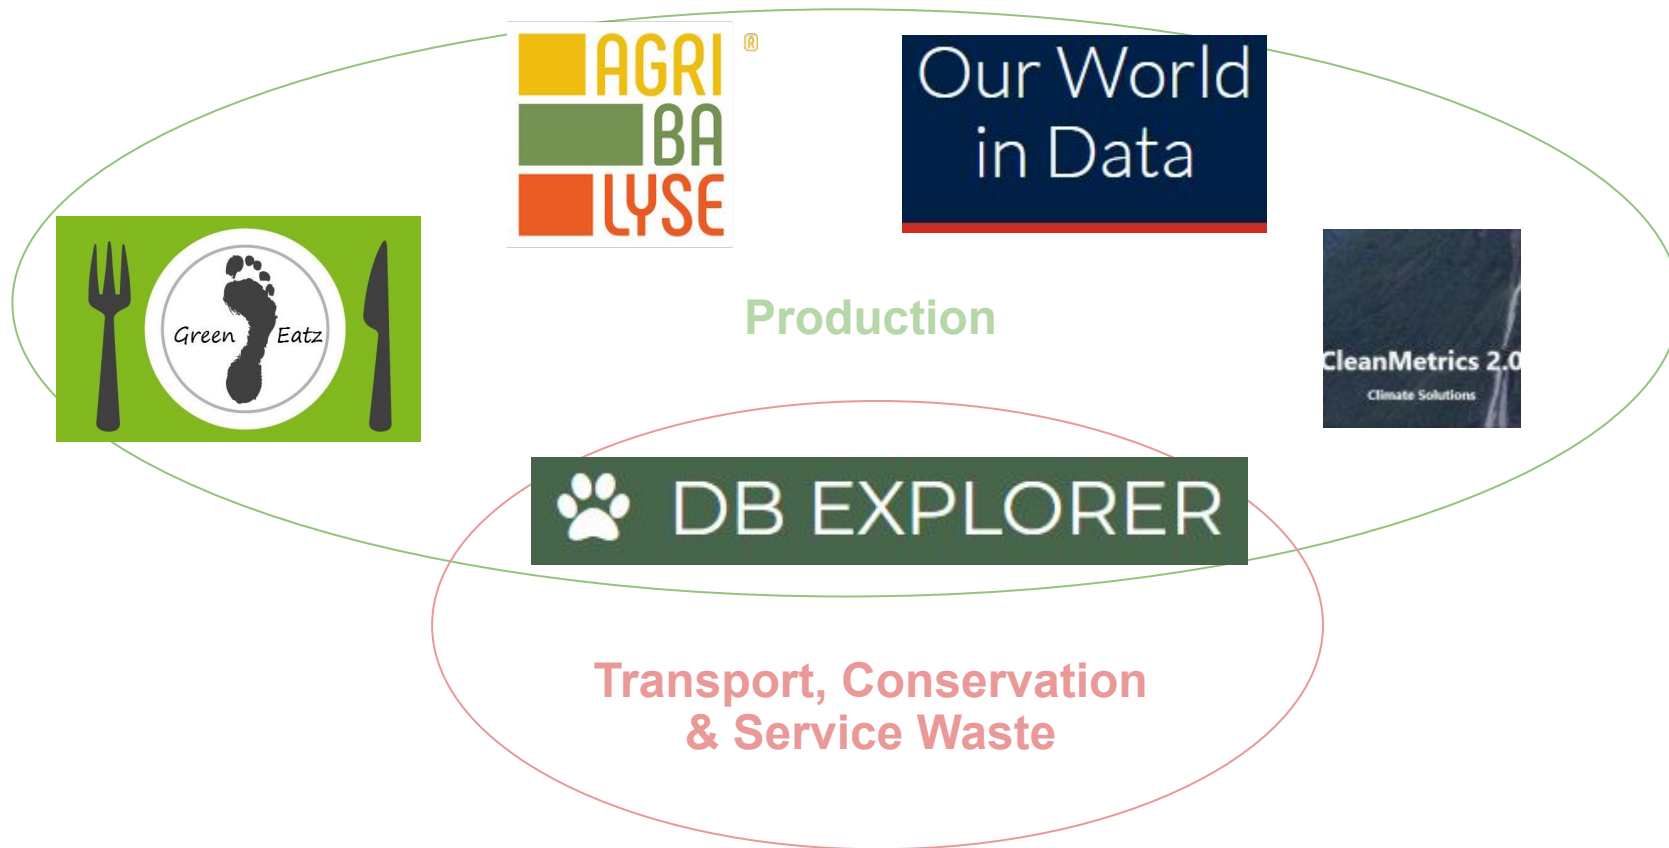 AGRI ®
BA
LYSE
Our World
in Data
Green Eatz
Production
CleanMetrics 2.0
Climate Solutions
DB EXPLORER
Transport, Conservation
& Service Waste